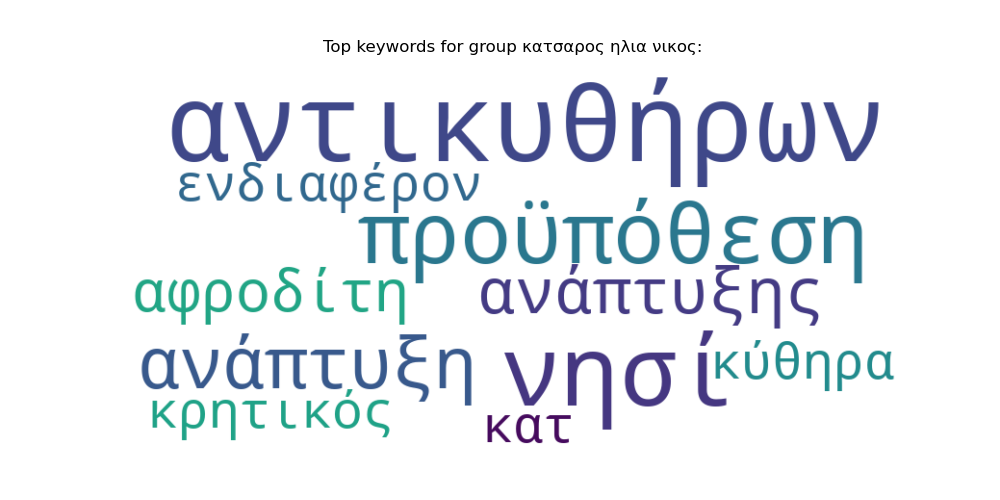 Top keywords for group κατσαρος ηλια νικος:
αντικυθήρων
ενδιαφέρον
προϋπόθεση
αφροδίτη ανάπτυξης
ανάπτυξη νησί κύθηρα
κρητικός κατ